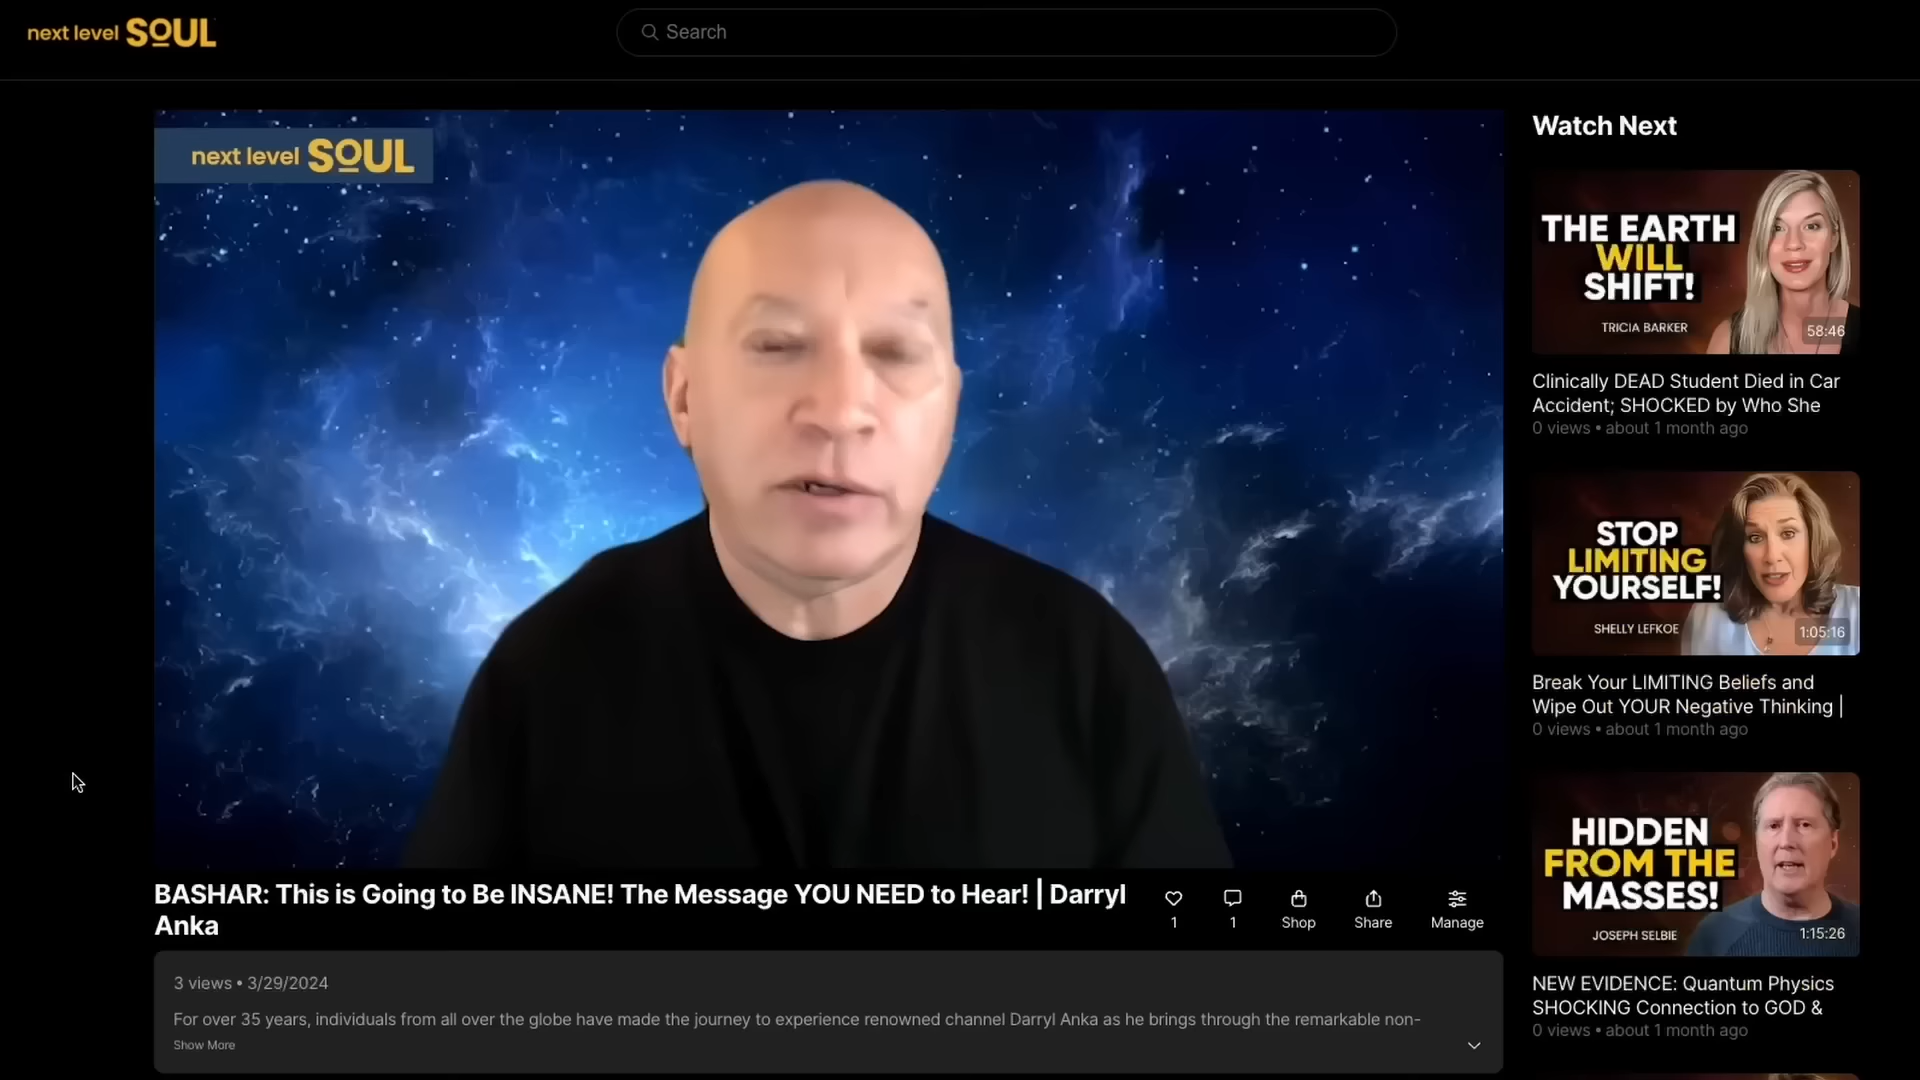 next level SOUL
Search
next level SOUL
BASHAR: This is Going to Be INSANE! The Message YOU NEED to Hear! | Darryl
Anka
1
1
Shop
Share
Manage
3 views • 3/29/2024
For over 35 years, individuals from all over the globe have made the journey to experience renowned channel Darryl Anka as he brings through the remarkable non-
Show More
Watch Next
THE EARTH
WILL
SHIFT!
TRICIA BARKER
58:46
Clinically DEAD Student Died in Car
Accident; SHOCKED by Who She
0 views • about 1 month ago
STOP
LIMITING
YOURSELF!
SHELLY LEFKOE
1:05:16
Break Your LIMITING Beliefs and
Wipe Out YOUR Negative Thinking |
0 views • about 1 month ago
HIDDEN
FROM THE
MASSES!
JOSEPH SELBIE
1:15:26
NEW EVIDENCE: Quantum Physics
SHOCKING Connection to GOD &
0 views • about 1 month ago